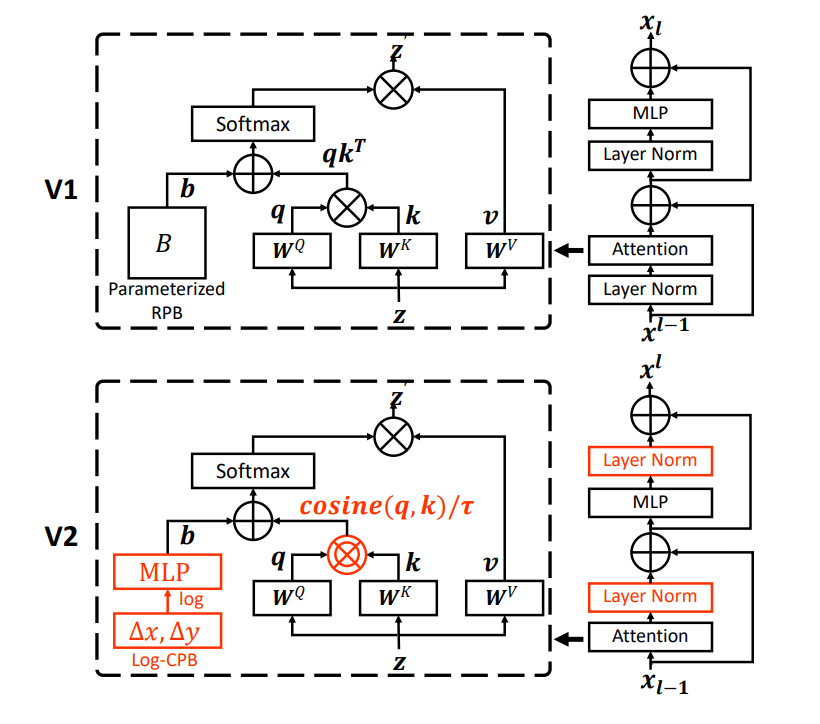 V1
z′
Softmax
qkᵀ
b
q
k
v
B
W^Q
W^K
W^V
Parameterized
RPB
z
x_l
MLP
Layer Norm
Attention
Layer Norm
x^{l−1}
V2
z′
Softmax
cosine(q, k)/τ
b
q
k
v
MLP
log
Δx, Δy
Log-CPB
W^Q
W^K
W^V
z
x^l
Layer Norm
MLP
Layer Norm
Attention
x_{l−1}